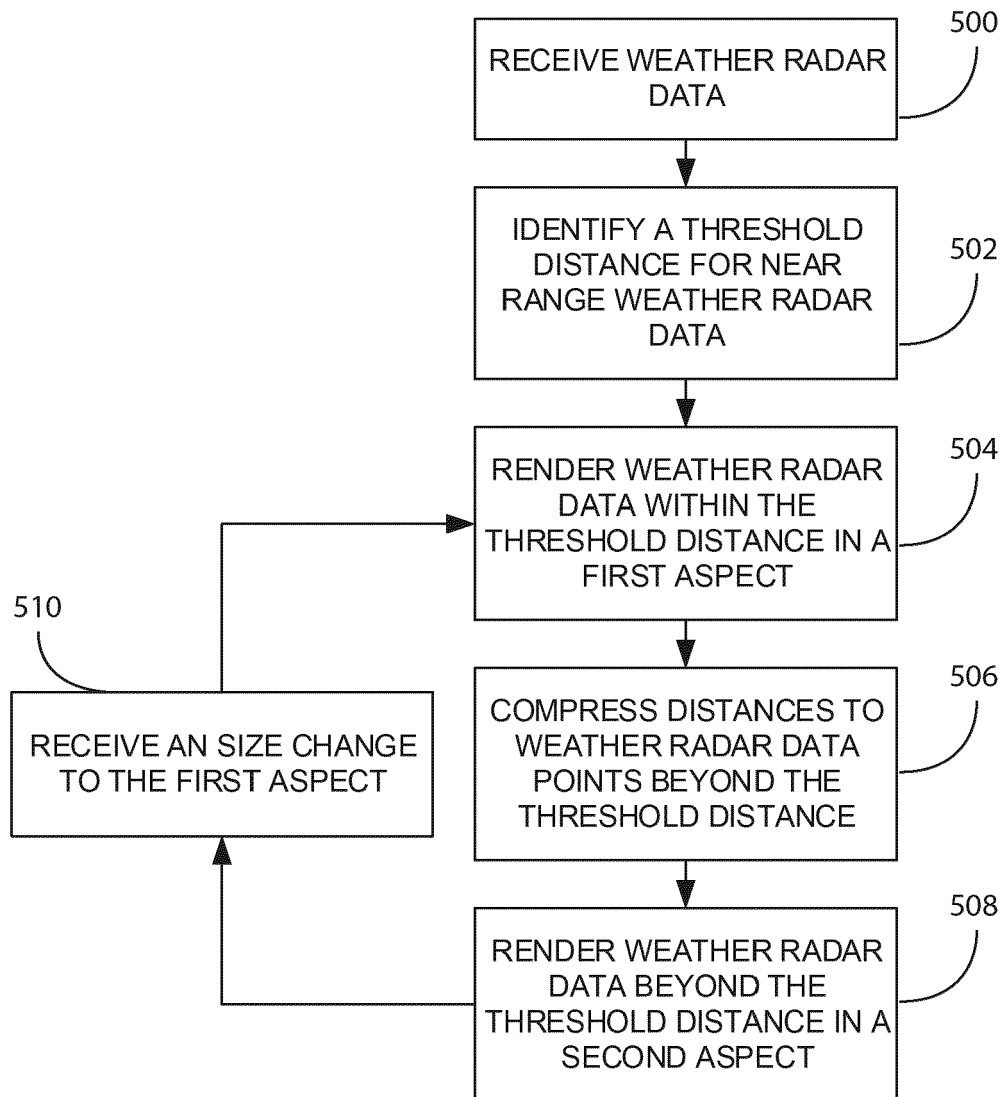 500
RECEIVE WEATHER RADAR
DATA
502
IDENTIFY A THRESHOLD
DISTANCE FOR NEAR
RANGE WEATHER RADAR
DATA
504
RENDER WEATHER RADAR
DATA WITHIN THE
THRESHOLD DISTANCE IN A
FIRST ASPECT
506
COMPRESS DISTANCES TO
WEATHER RADAR DATA
POINTS BEYOND THE
THRESHOLD DISTANCE
508
RENDER WEATHER RADAR
DATA BEYOND THE
THRESHOLD DISTANCE IN A
SECOND ASPECT
510
RECEIVE AN SIZE CHANGE
TO THE FIRST ASPECT